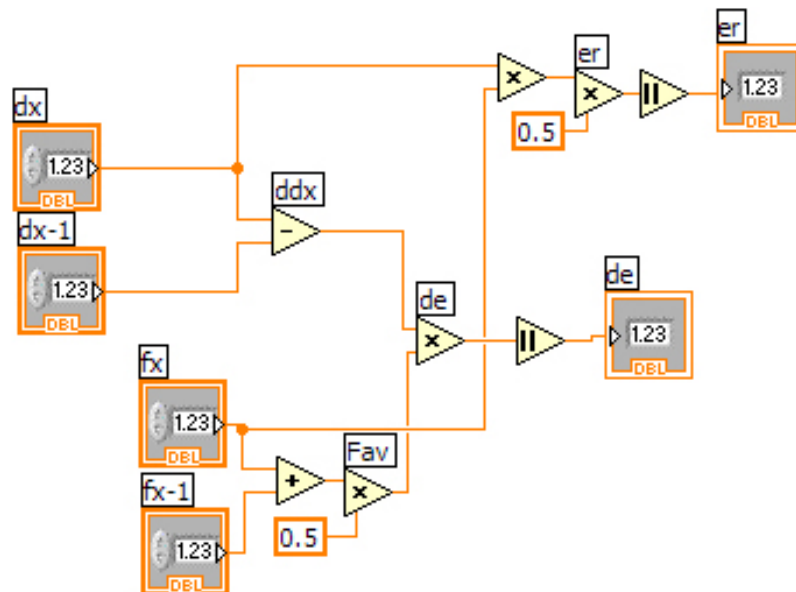 er
er
1.23
DBL
0.5
dx
1.23
DBL
ddx
dx-1
1.23
DBL
de
de
1.23
DBL
fx
1.23
DBL
Fav
fx-1
1.23
DBL
0.5